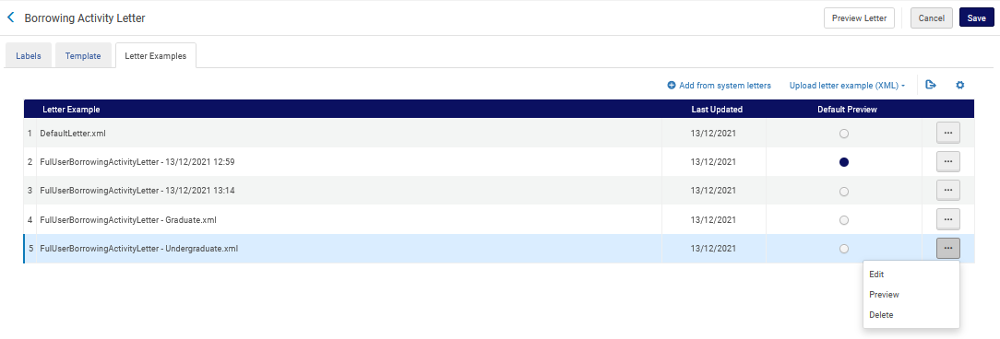 Borrowing Activity Letter
Preview Letter
Cancel
Save
Labels
Template
Letter Examples
Add from system letters
Upload letter example (XML)
Letter Example Last Updated Default Preview
1 DefaultLetter.xml 13/12/2021
2 FulUserBorrowingActivityLetter - 13/12/2021 12:59 13/12/2021
3 FulUserBorrowingActivityLetter - 13/12/2021 13:14 13/12/2021
4 FulUserBorrowingActivityLetter - Graduate.xml 13/12/2021
5 FulUserBorrowingActivityLetter - Undergraduate.xml 13/12/2021
Edit
Preview
Delete